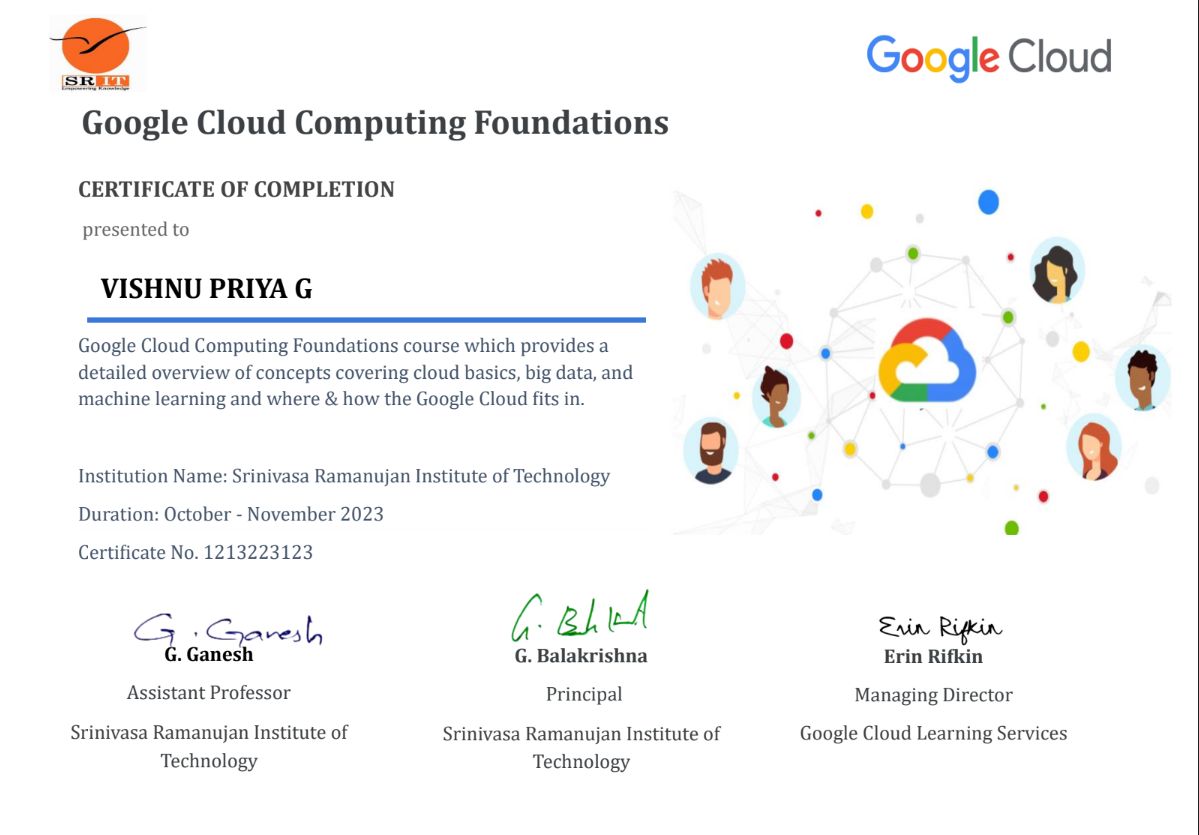 SRIT
Empowering Knowledge
Google Cloud
Google Cloud Computing Foundations
CERTIFICATE OF COMPLETION
presented to
VISHNU PRIYA G
Google Cloud Computing Foundations course which provides a
detailed overview of concepts covering cloud basics, big data, and
machine learning and where & how the Google Cloud fits in.
Institution Name: Srinivasa Ramanujan Institute of Technology
Duration: October - November 2023
Certificate No. 1213223123
G. Ganesh
G. Ganesh
Assistant Professor
Srinivasa Ramanujan Institute of
Technology
G. Balakrishna
Principal
Srinivasa Ramanujan Institute of
Technology
Erin Rifkin
Erin Rifkin
Managing Director
Google Cloud Learning Services